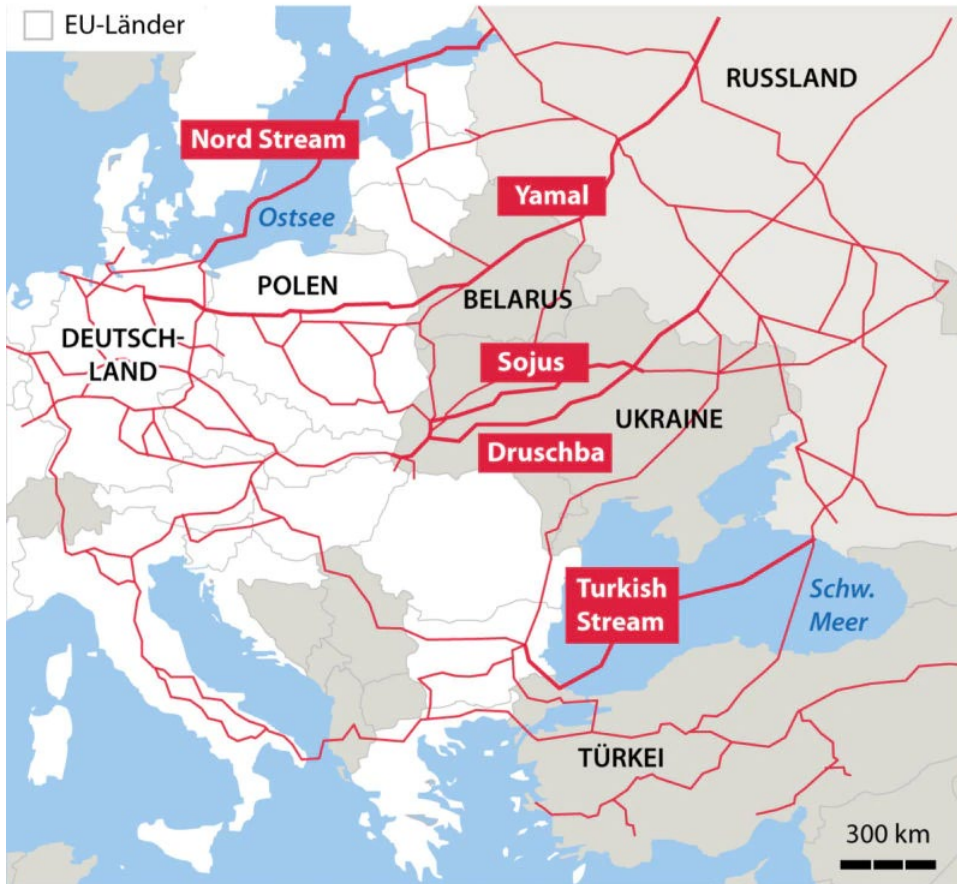 EU-Länder
RUSSLAND
Nord Stream
Yamal
Ostsee
POLEN
BELARUS
DEUTSCH-
LAND
Sojus
UKRAINE
Druschba
Turkish
Stream
Schw.
Meer
TÜRKEI
300 km